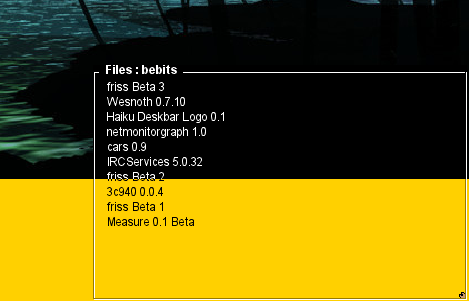 Files : bebits
friss Beta 3
Wesnoth 0.7.10
Haiku Deskbar Logo 0.1
netmonitorgraph 1.0
cars 0.9
IRCServices 5.0.32
friss Beta 2
3c940 0.0.4
friss Beta 1
Measure 0.1 Beta